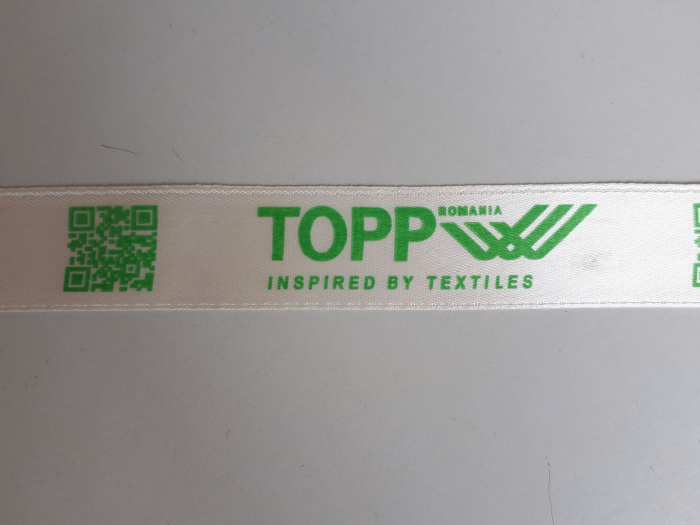 TOPP ROMANIA
INSPIRED BY TEXTILES